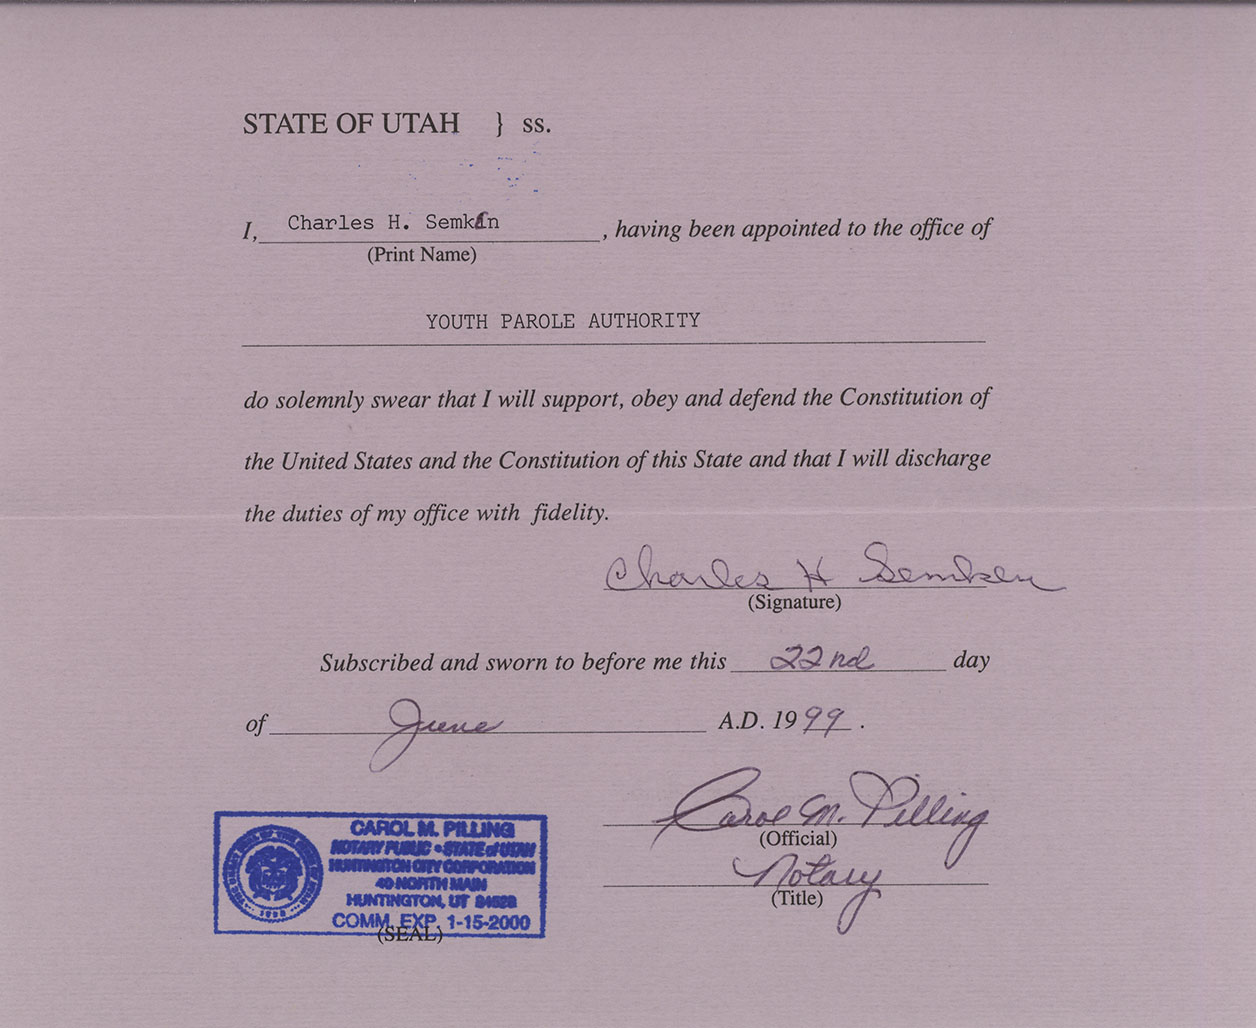 STATE OF UTAH } ss.
I, Charles H. Semken, having been appointed to the office of
(Print Name)
YOUTH PAROLE AUTHORITY
do solemnly swear that I will support, obey and defend the Constitution of
the United States and the Constitution of this State and that I will discharge
the duties of my office with fidelity.
Charles H Semken
(Signature)
Subscribed and sworn to before me this 22nd day
of June A.D. 1999.
Carol M. Pilling
(Official)
Notary
(Title)
CAROL M. PILLING
NOTARY PUBLIC • STATE of UTAH
HUNTINGTON CITY CORPORATION
40 NORTH MAIN
HUNTINGTON, UT 84528
COMM. EXP. 1-15-2000
(SEAL)
1896